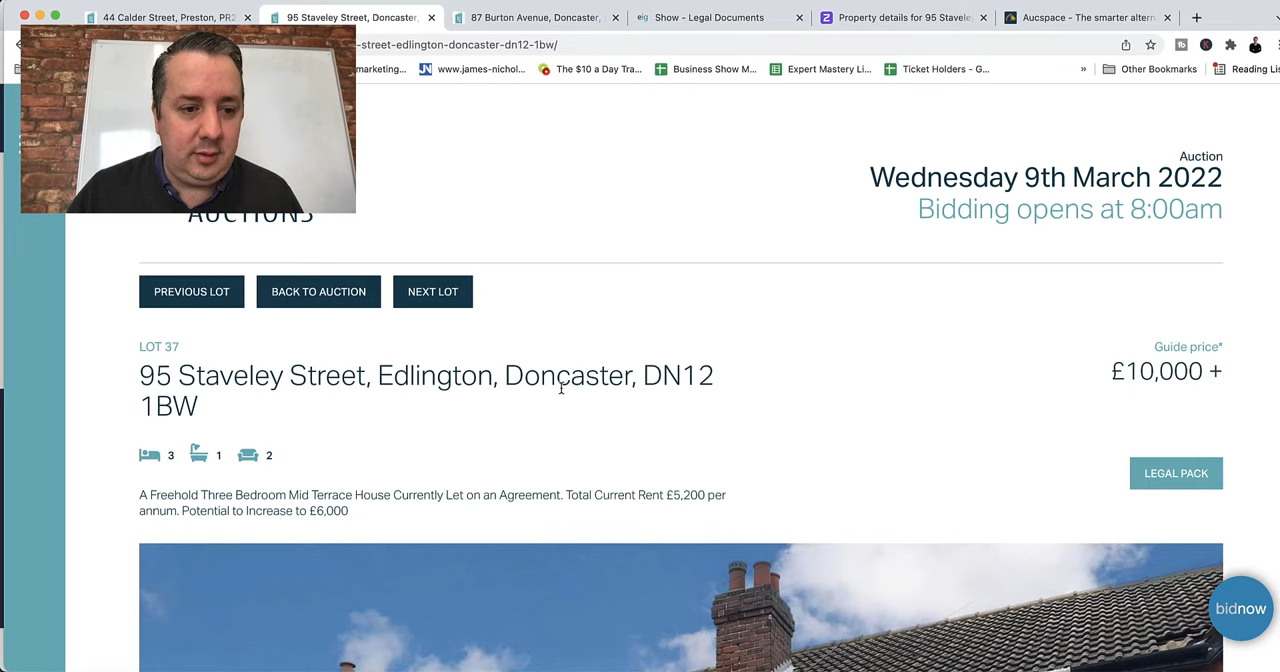 44 Calder Street, Preston, PR2
95 Staveley Street, Doncaster,
87 Burton Avenue, Doncaster,
eig Show - Legal Documents
Property details for 95 Stavele
Aucspace - The smarter altern
-street-edlington-doncaster-dn12-1bw/
marketing...
www.james-nichol...
The $10 a Day Tra...
Business Show M...
Expert Mastery Li...
Ticket Holders - G...
»
Other Bookmarks
Reading Lis
AUCTIONS
Auction
Wednesday 9th March 2022
Bidding opens at 8:00am
PREVIOUS LOT
BACK TO AUCTION
NEXT LOT
LOT 37
Guide price*
95 Staveley Street, Edlington, Doncaster, DN12
1BW
£10,000 +
3 1 2
LEGAL PACK
A Freehold Three Bedroom Mid Terrace House Currently Let on an Agreement. Total Current Rent £5,200 per
annum. Potential to Increase to £6,000
bidnow